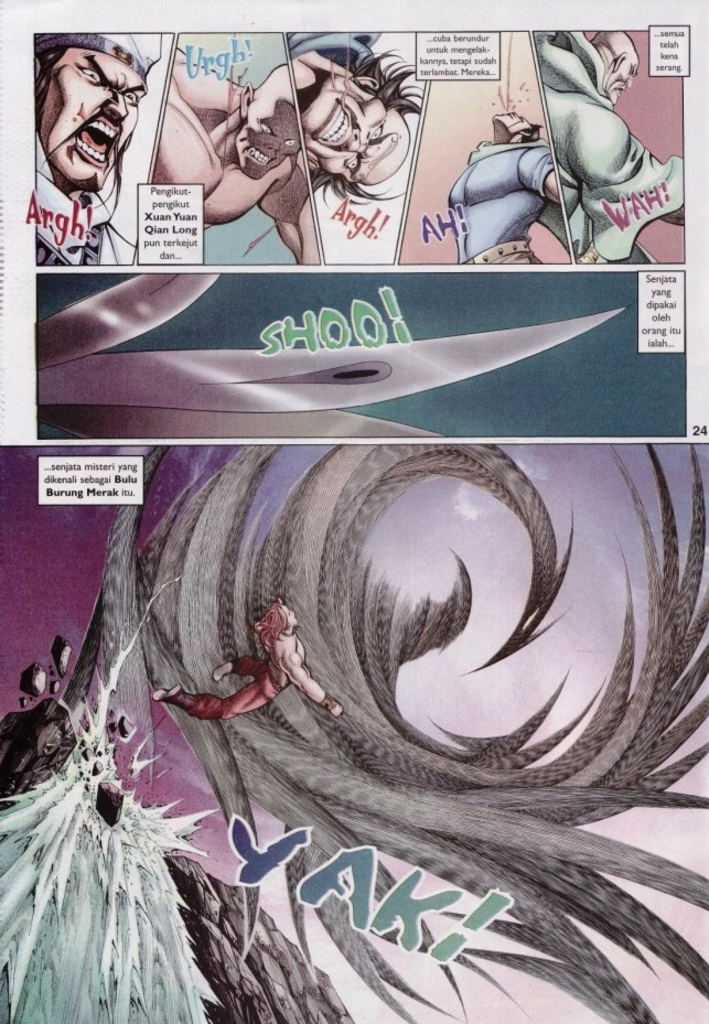 Argh!
Urgh!
Pengikut-
pengikut
Xuan Yuan
Qian Long
pun terkejut
dan...
Argh!
...cuba berundur
untuk mengelak-
kannya, tetapi sudah
terlambat. Mereka...
AH!
...semua
telah
kena
serang.
WAH!
SHOO!
Senjata
yang
dipakai
oleh
orang itu
ialah...
24
...senjata misteri yang
dikenali sebagai Bulu
Burung Merak itu.
YAK!